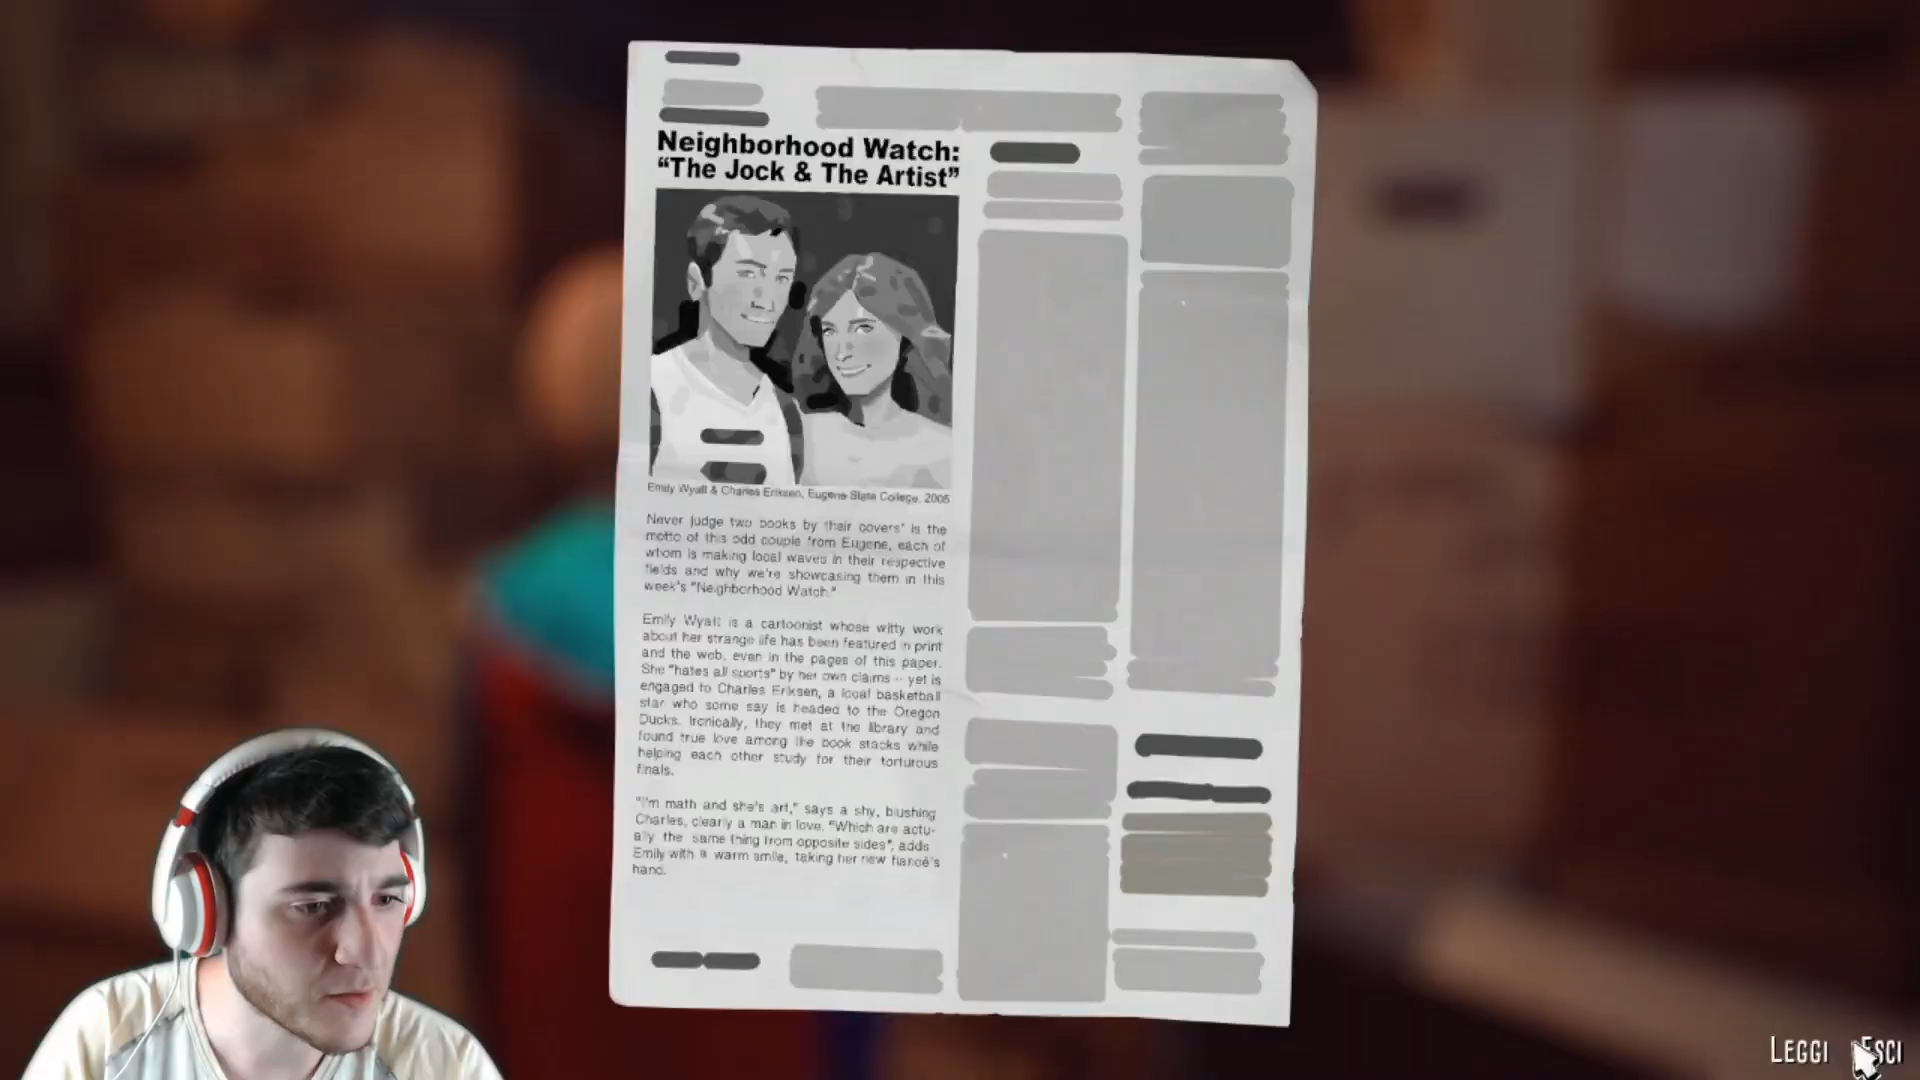 Neighborhood Watch:
“The Jock & The Artist”
Emily Wyatt & Charles Eriksen, Eugene State College, 2005
Never judge two books by their covers" is the
motto of this odd couple from Eugene, each of
whom is making local waves in their respective
fields and why we're showcasing them in this
week's "Neighborhood Watch."
Emily Wyatt is a cartoonist whose witty work
about her strange life has been featured in print
and the web, even in the pages of this paper.
She "hates all sports" by her own claims -- yet is
engaged to Charles Eriksen, a local basketball
star who some say is headed to the Oregon
Ducks. Ironically, they met at the library and
found true love among the book stacks while
helping each other study for their torturous
finals.
"I'm math and she's art," says a shy, blushing
Charles, clearly a man in love. "Which are actu-
ally the same thing from opposite sides", adds
Emily with a warm smile, taking her new fiancé's
hand.
LEGGI ESCI